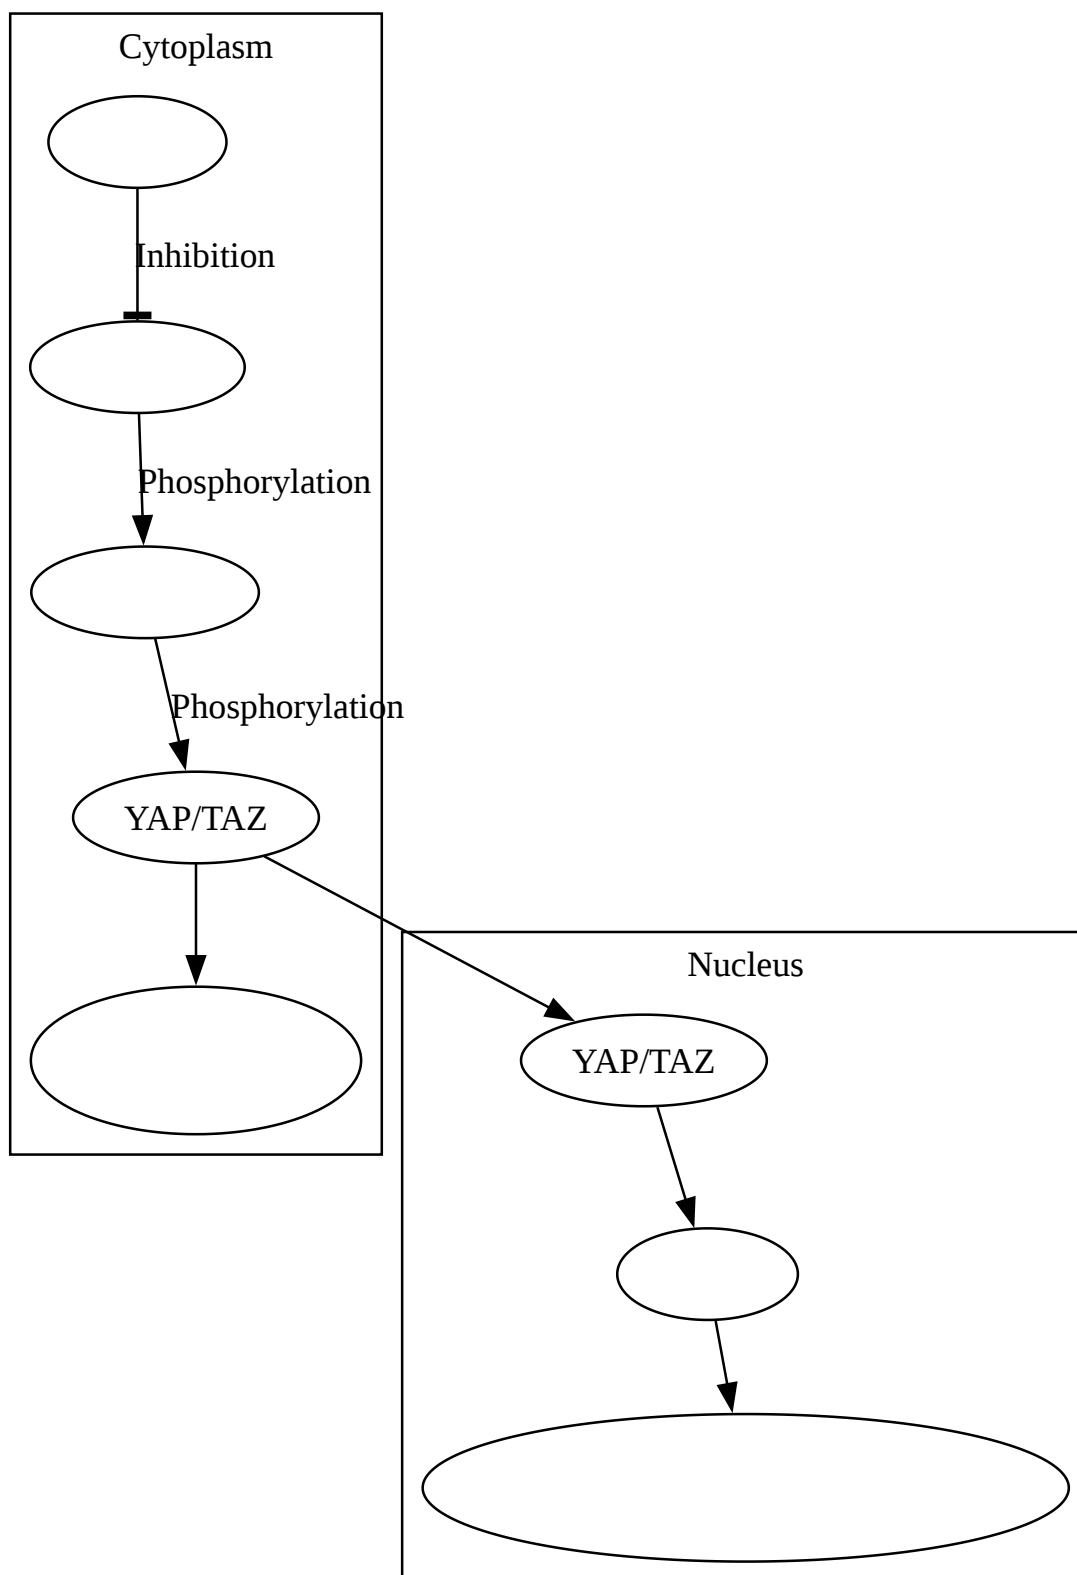 Cytoplasm
Inhibition
Phosphorylation
Phosphorylation
YAP/TAZ
Nucleus
YAP/TAZ